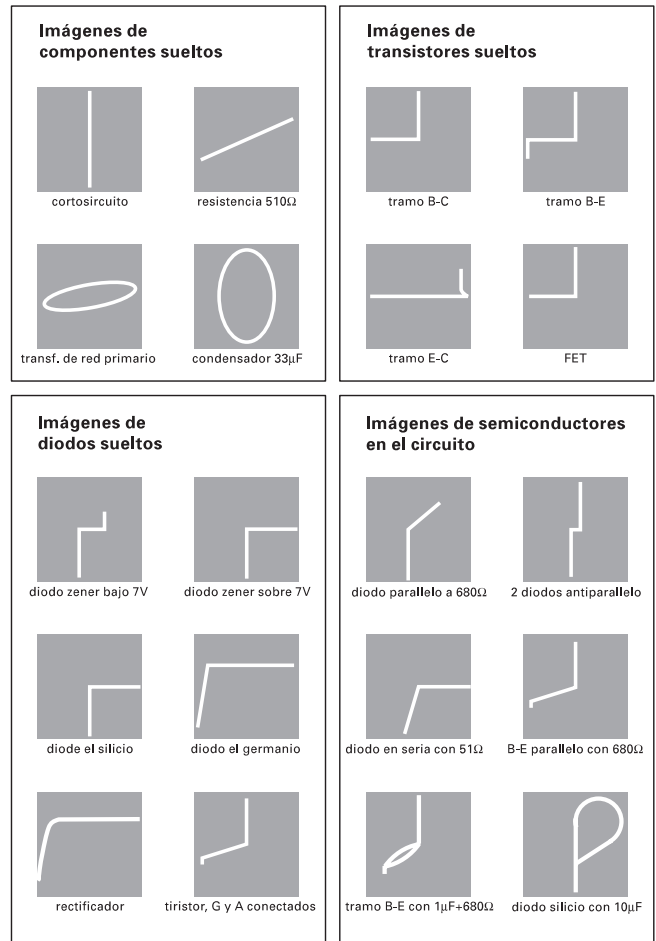 Imágenes de
componentes sueltos
cortosircuito
resistencia 510Ω
transf. de red primario
condensador 33µF
Imágenes de
transistores sueltos
tramo B-C
tramo B-E
tramo E-C
FET
Imágenes de
diodos sueltos
diodo zener bajo 7V
diodo zener sobre 7V
diode el silicio
diodo el germanio
rectificador
tiristor, G y A conectados
Imágenes de semiconductores
en el circuito
diodo parallelo a 680Ω
2 diodos antiparallelo
diodo en seria con 51Ω
B-E parallelo con 680Ω
tramo B-E con 1µF+680Ω
diodo silicio con 10µF